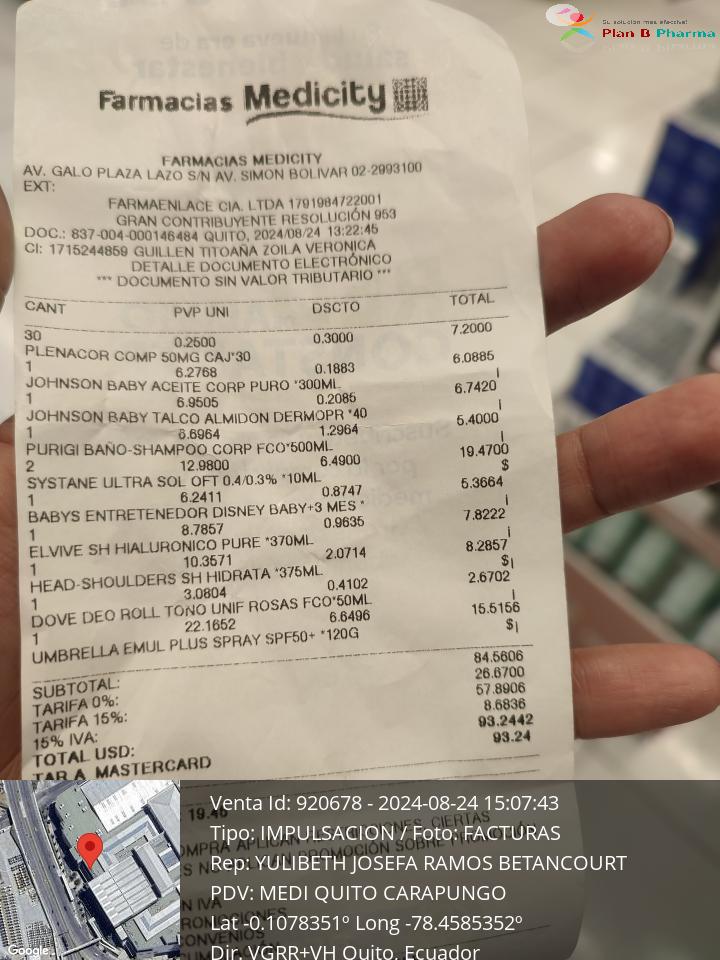 Su solución mas efectiva!
Plan B Pharma
Farmacias Medicity
FARMACIAS MEDICITY
AV. GALO PLAZA LAZO S/N AV. SIMON BOLIVAR 02-2993100
EXT:
FARMAENLACE CIA. LTDA 1791984722001
GRAN CONTRIBUYENTE RESOLUCIÓN 953
DOC.: 837-004-000146484 QUITO, 2024/08/24 13:22:45
CI: 1715244859 GUILLEN TITOAÑA ZOILA VERONICA
DETALLE DOCUMENTO ELECTRÓNICO
*** DOCUMENTO SIN VALOR TRIBUTARIO ***
CANT PVP UNI DSCTO TOTAL
30 0.2500 0.3000 7.2000
PLENACOR COMP 50MG CAJ*30
1 6.2768 0.1883 6.0885
JOHNSON BABY ACEITE CORP PURO *300ML i
1 6.9505 0.2085 6.7420
JOHNSON BABY TALCO ALMIDON DERMOPR *40 i
1 6.6964 1.2964 5.4000
PURIGI BAÑO-SHAMPOO CORP FCO*500ML i
2 12.9800 6.4900 19.4700
SYSTANE ULTRA SOL OFT 0.4/0.3% *10ML $
1 6.2411 0.8747 5.3664
BABYS ENTRETENEDOR DISNEY BABY+3 MES * i
1 8.7857 0.9635 7.8222
ELVIVE SH HIALURONICO PURE *370ML i
1 10.3571 2.0714 8.2857
HEAD-SHOULDERS SH HIDRATA *375ML $i
1 3.0804 0.4102 2.6702
DOVE DEO ROLL TONO UNIF ROSAS FCO*50ML i
1 22.1652 6.6496 15.5156
UMBRELLA EMUL PLUS SPRAY SPF50+ *120G $i
SUBTOTAL: 84.5606
TARIFA 0%: 26.6700
TARIFA 15%: 57.8906
15% IVA: 8.6836
TOTAL USD: 93.2442
TAR A MASTERCARD 93.24
Venta Id: 920678 - 2024-08-24 15:07:43
Tipo: IMPULSACION / Foto: FACTURAS
Rep: YULIBETH JOSEFA RAMOS BETANCOURT
PDV: MEDI QUITO CARAPUNGO
Lat -0.1078351º Long -78.4585352º
Dir. VGRR+VH Quito, Ecuador
Google